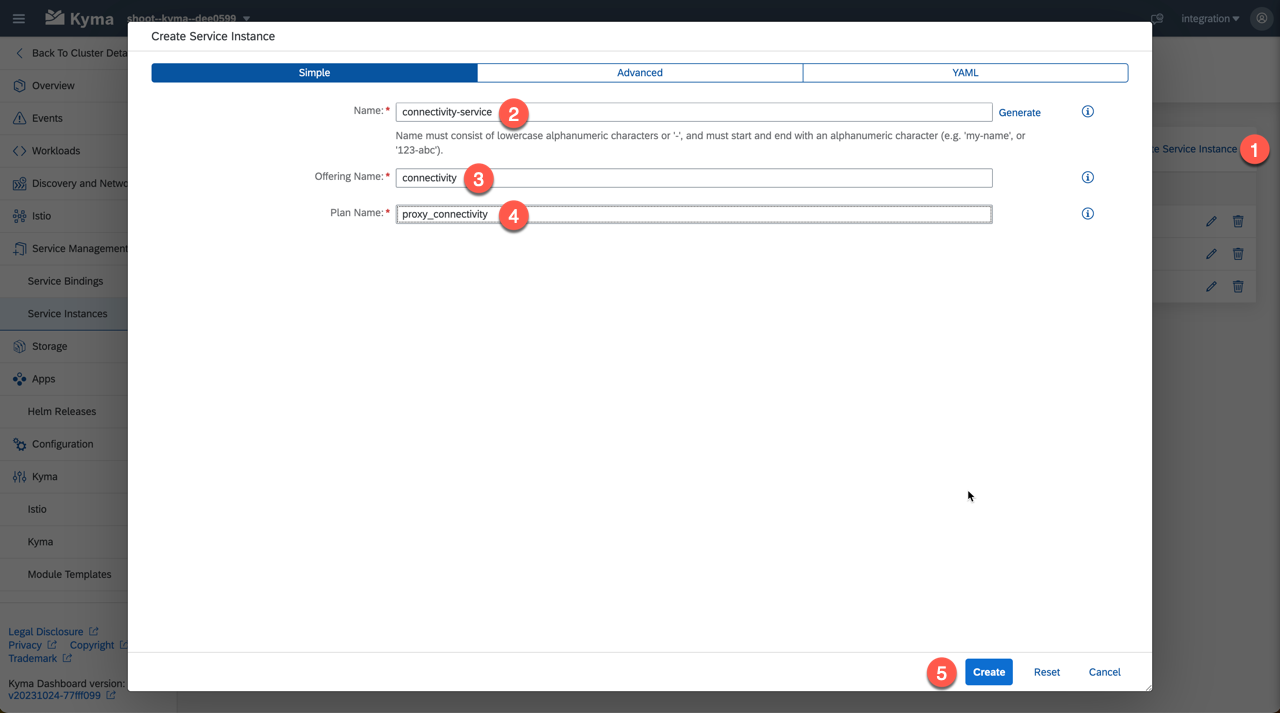 Kyma
shoot--kyma--dee0599
integration
Back To Cluster Deta
Overview
Events
Workloads
Discovery and Netwo
Istio
Service Management
Service Bindings
Service Instances
Storage
Apps
Helm Releases
Configuration
Kyma
Istio
Kyma
Module Templates
Legal Disclosure
Privacy Copyright
Trademark
Kyma Dashboard version:
v20231024-77fff099
Create Service Instance
Simple Advanced YAML
Name:* connectivity-service 2 Generate
Name must consist of lowercase alphanumeric characters or '-', and must start and end with an alphanumeric character (e.g. 'my-name', or
'123-abc').
Offering Name:* connectivity 3
Plan Name:* proxy_connectivity 4
te Service Instance 1
5 Create Reset Cancel